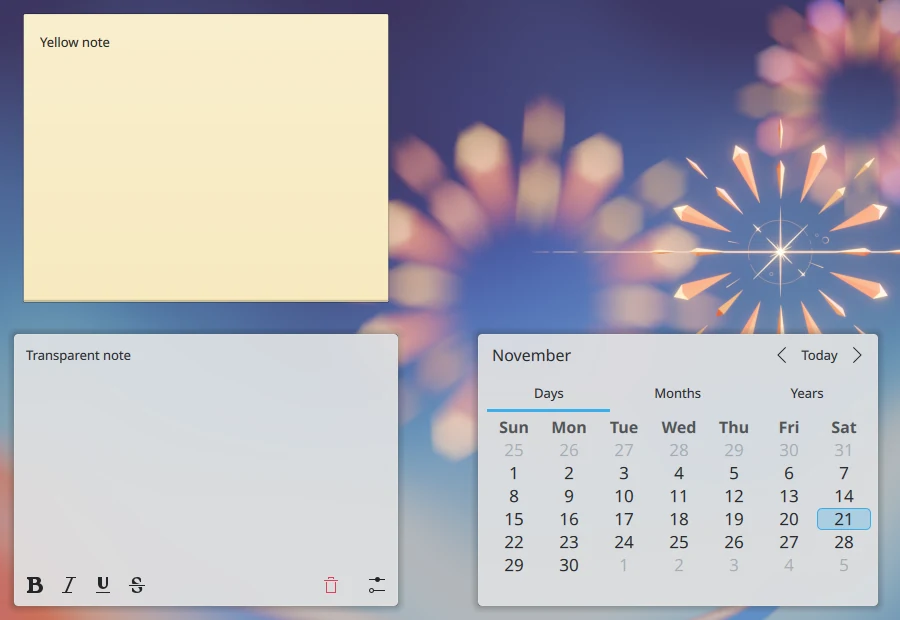 Yellow note
Transparent note
B I U S
November
Today
Days Months Years
Sun Mon Tue Wed Thu Fri Sat
25 26 27 28 29 30 31
1 2 3 4 5 6 7
8 9 10 11 12 13 14
15 16 17 18 19 20 21
22 23 24 25 26 27 28
29 30 1 2 3 4 5